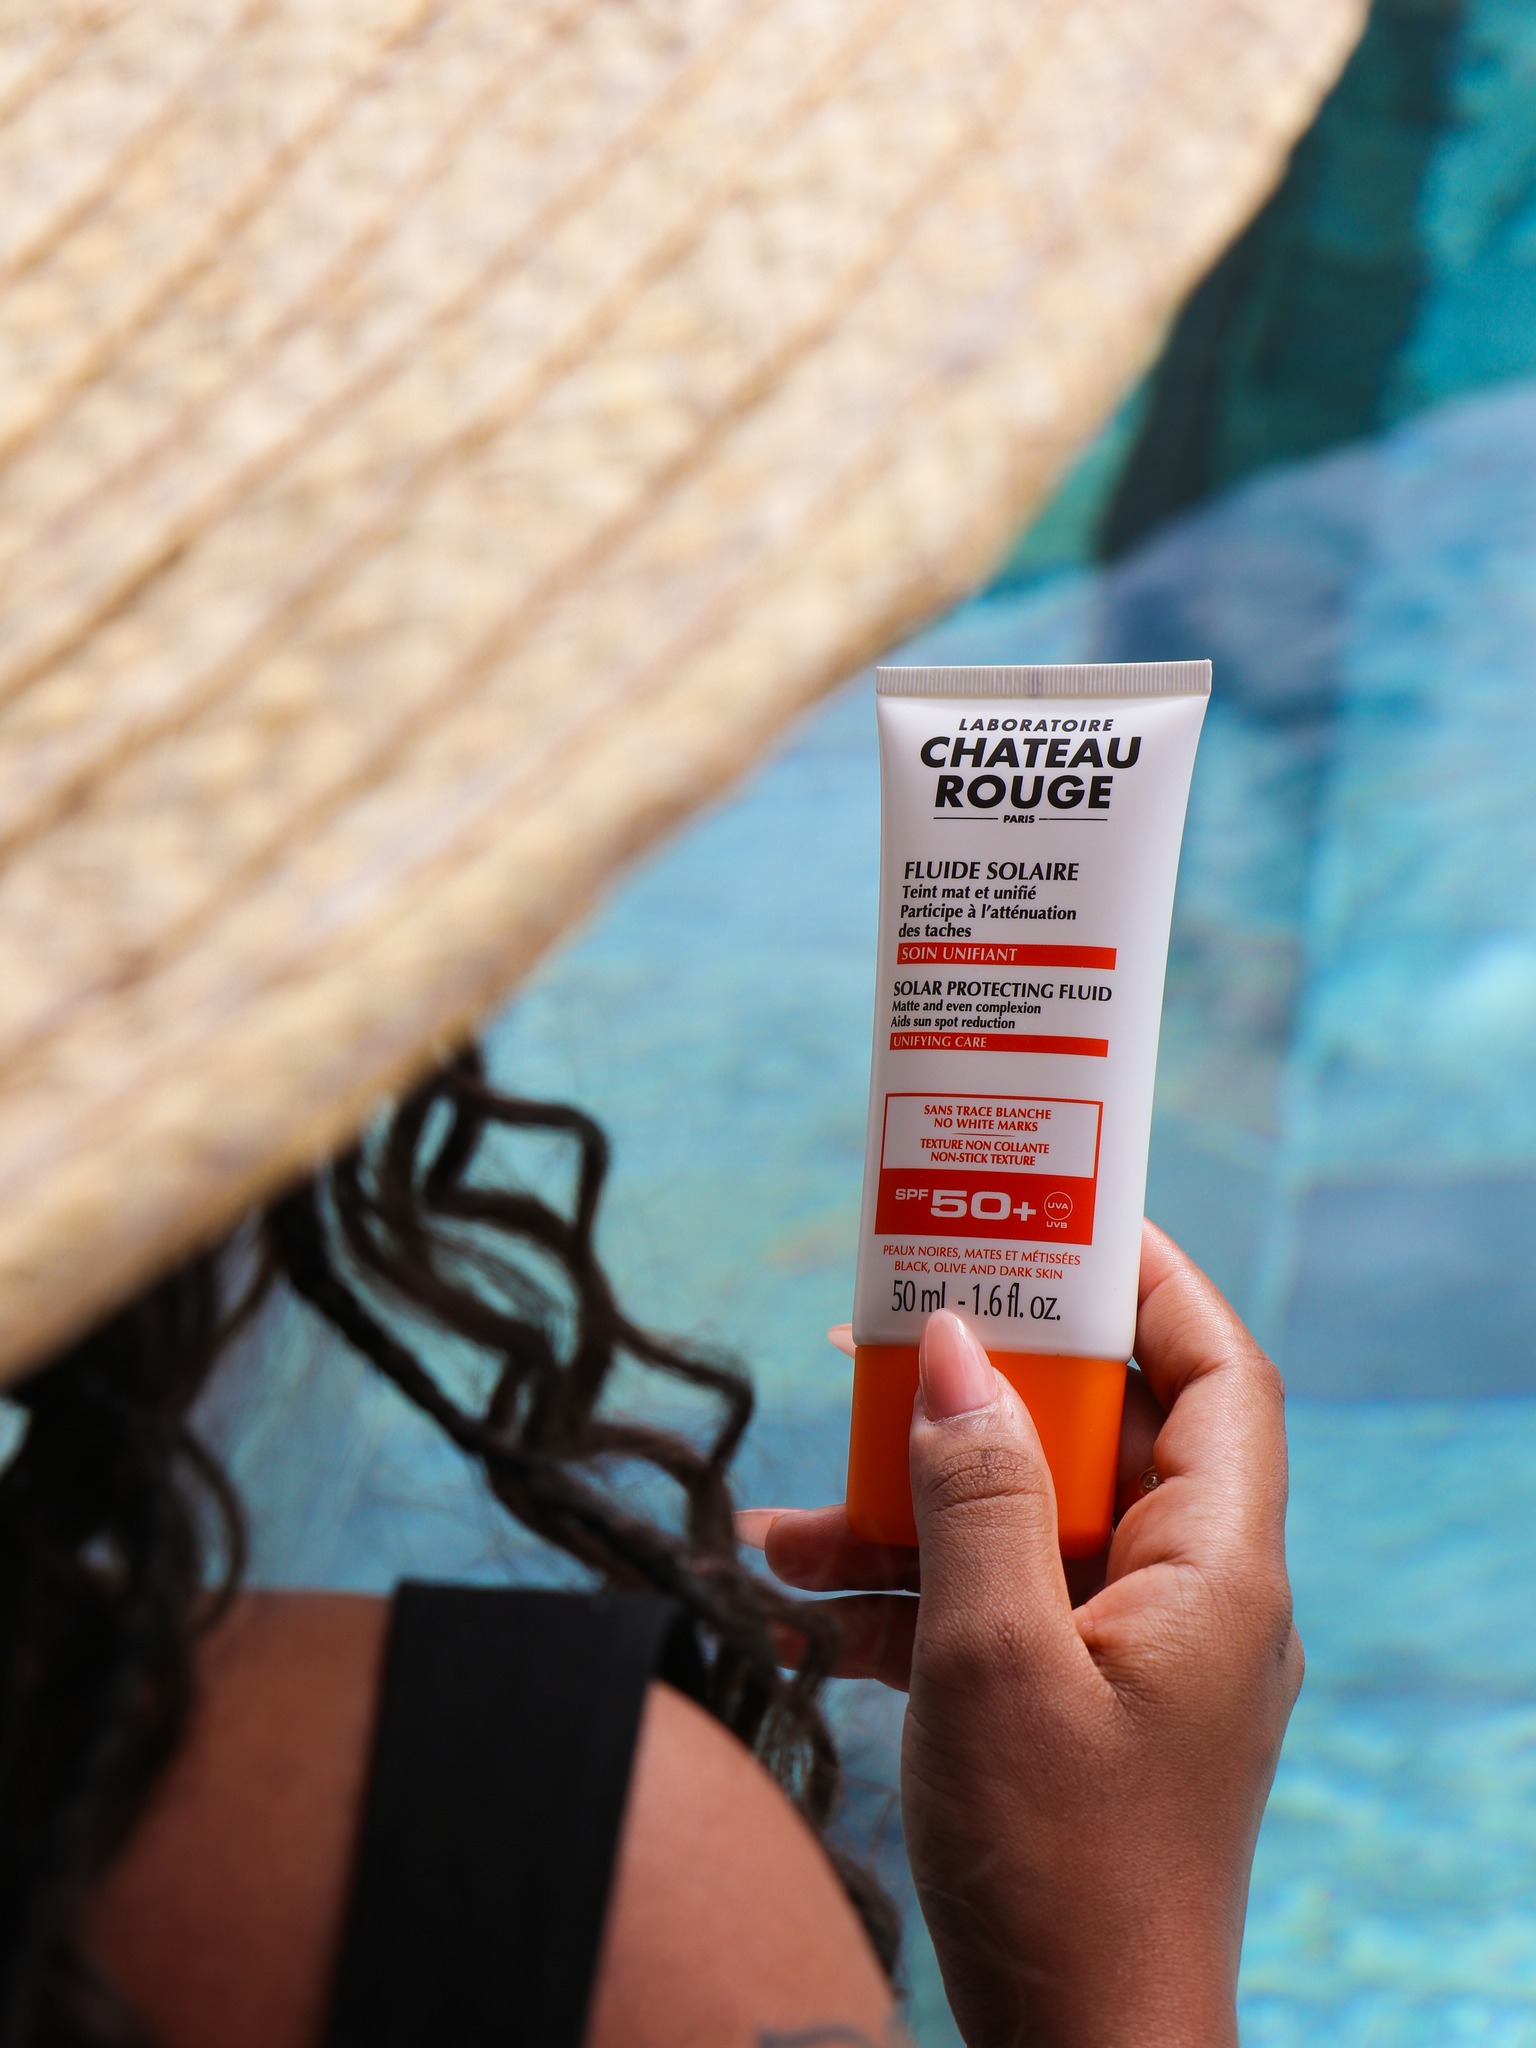 LABORATOIRE
CHATEAU
ROUGE
PARIS
FLUIDE SOLAIRE
Teint mat et unifié
Participe à l'atténuation
des taches
SOIN UNIFIANT
SOLAR PROTECTING FLUID
Matte and even complexion
Aids sun spot reduction
UNIFYING CARE
SANS TRACE BLANCHE
NO WHITE MARKS
TEXTURE NON COLLANTE
NON-STICK TEXTURE
SPF 50+ UVA
UVB
PEAUX NOIRES, MATES ET MÉTISSÉES
BLACK, OLIVE AND DARK SKIN
50 ml - 1.6 fl. oz.